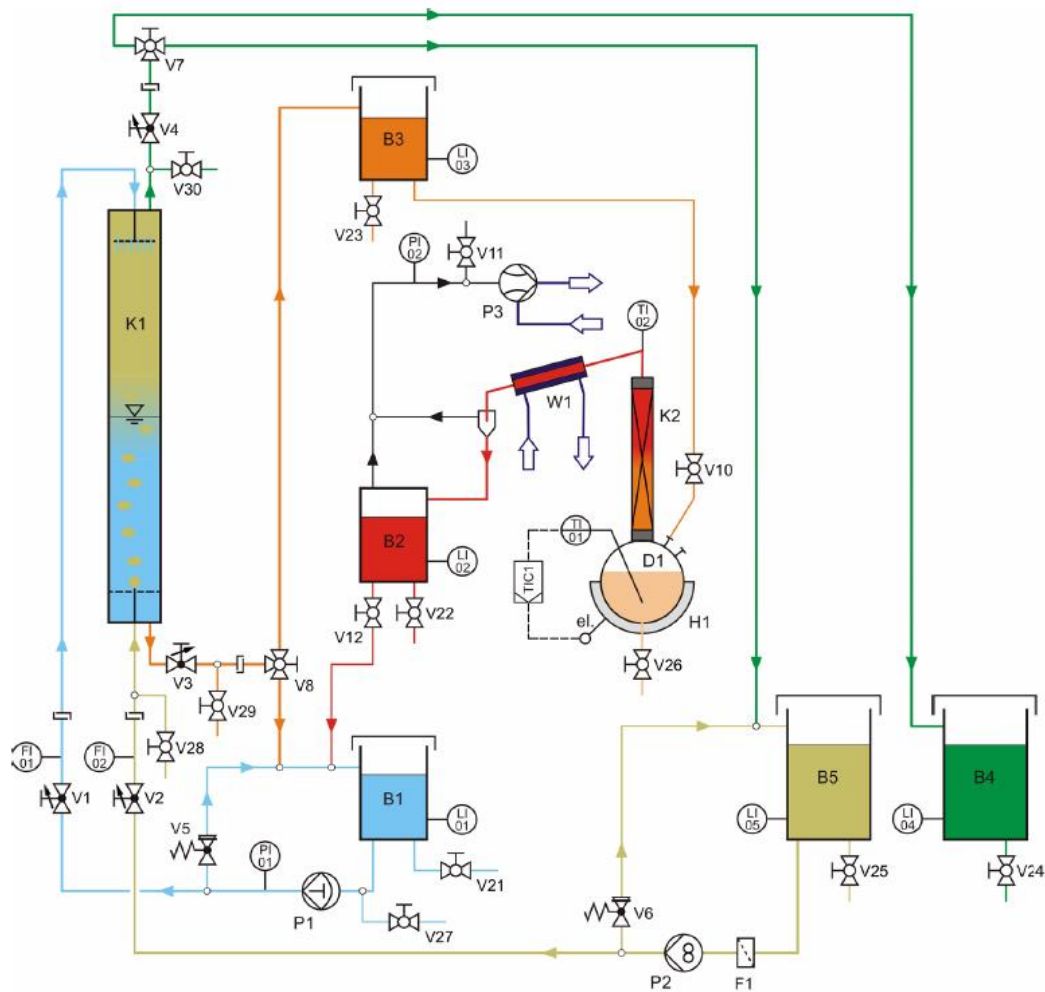 V7
V4
V30
B3
LI
03
V23
PI
02
V11
P3
TI
02
K1
W1
K2
V10
B2
LI
02
TI
01
D1
TIC1
el.
H1
V12
V22
V26
V3
V8
V29
V28
FI
01
FI
02
V1
V2
B1
LI
01
V5
PI
01
P1
V21
V27
B5
LI
05
B4
LI
04
V25
V24
V6
P2
F1
8